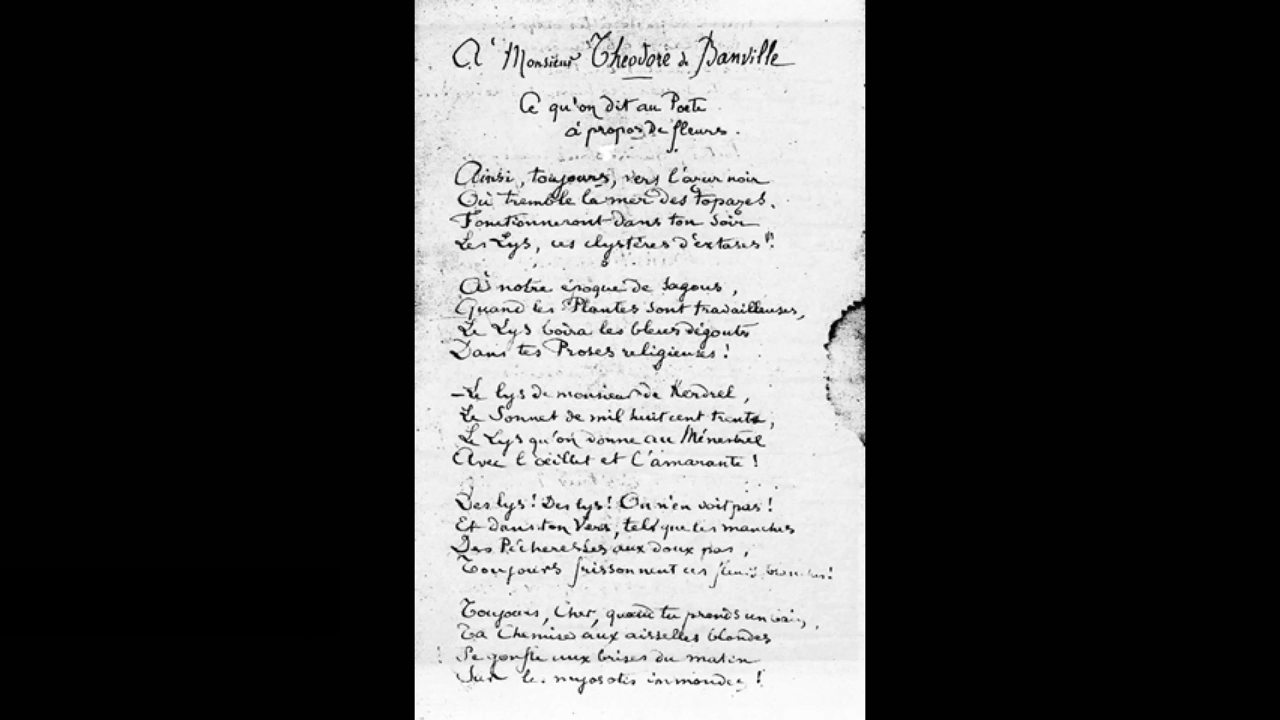 A Monsieur Théodore de Banville
Ce qu'on dit au Poète
à propos de fleurs.
Ainsi, toujours, vers l'azur noir
Où tremble la mer des topazes,
Fonctionneront dans ton soir
Les Lys, ces clystères d'extases !
À notre époque de sagous,
Quand les Plantes sont travailleuses,
Le Lys boira les bleus dégoûts
Dans tes Proses religieuses !
– Le lys de monsieur de Kerdrel,
Le Sonnet de mil huit cent trente,
Le Lys qu'on donne au Ménestrel
Avec l'œillet et l'amarante !
Des lys ! Des lys ! On n'en voit pas !
Et dans ton Vers, tel que les manches
Des Pécheresses aux doux pas,
Toujours frissonnent ces fleurs blanches !
Toujours, Cher, quand tu prends un bain,
Ta Chemise aux aisselles blondes
Se gonfle aux brises du matin
Sur les myosotis immondes !